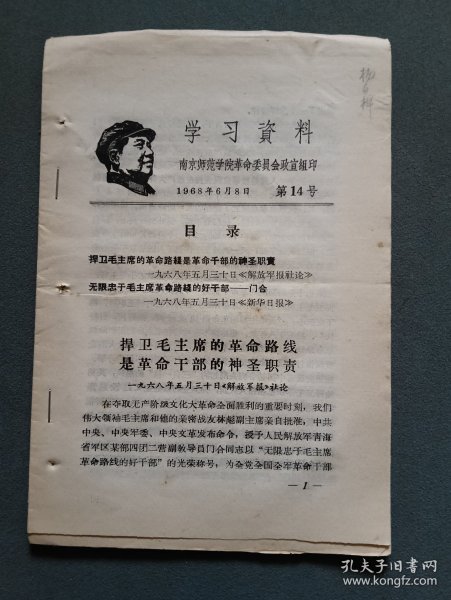 学习資料
南京师范学院革命委員会政宣組印
1968年6月8日 第14号
目录
捍卫毛主席的革命路綫是革命干部的神圣职責
一九六八年五月三十日《解放軍报社论》
无限忠于毛主席革命路綫的好干部——门合
一九六八年五月三十日《新华日报》
捍卫毛主席的革命路线
是革命干部的神圣职责
一九六八年五月三十日《解放军报》社论
在夺取无产阶级文化大革命全面胜利的重要时刻，我们
伟大领袖毛主席和他的亲密战友林彪副主席亲自批准，中共
中央、中央军委、中央文革发布命令，授予人民解放军青海
省军区某部四团二营副教导員门合同志以“无限忠于毛主席
革命路线的好干部”的光荣称号，为全党全国全军革命干部
—1—
孔夫子旧书网
www.kongfz.com